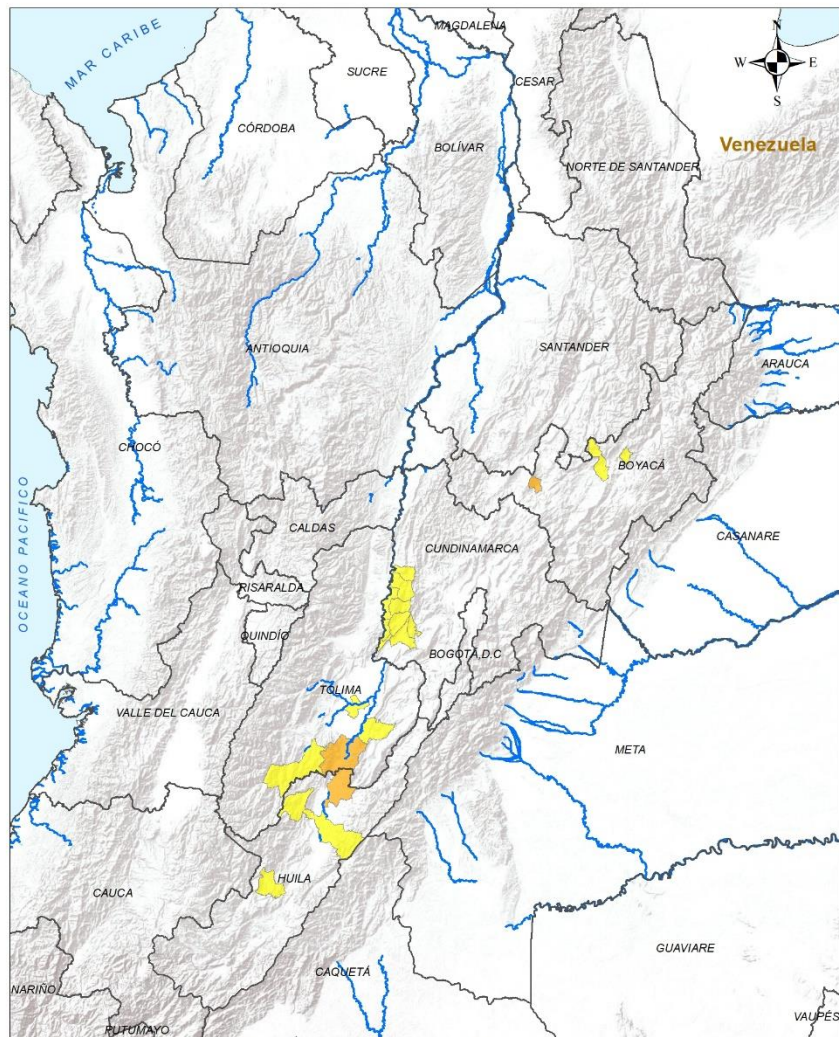 MAGDALENA
N
MAR CARIBE
SUCRE
CESAR
W
E
S
CÓRDOBA
BOLÍVAR
Venezuela
NORTE DE SANTANDER
ANTIOQUIA
SANTANDER
ARAUCA
CHOCÓ
BOYACÁ
CALDAS
CUNDINAMARCA
CASANARE
OCEANO PACIFICO
RISARALDA
QUINDÍO
BOGOTÁ, D.C
TOLIMA
VALLE DEL CAUCA
META
HUILA
CAUCA
GUAVIARE
CAQUETÁ
NARIÑO
VAUPÉS
PUTUMAYO